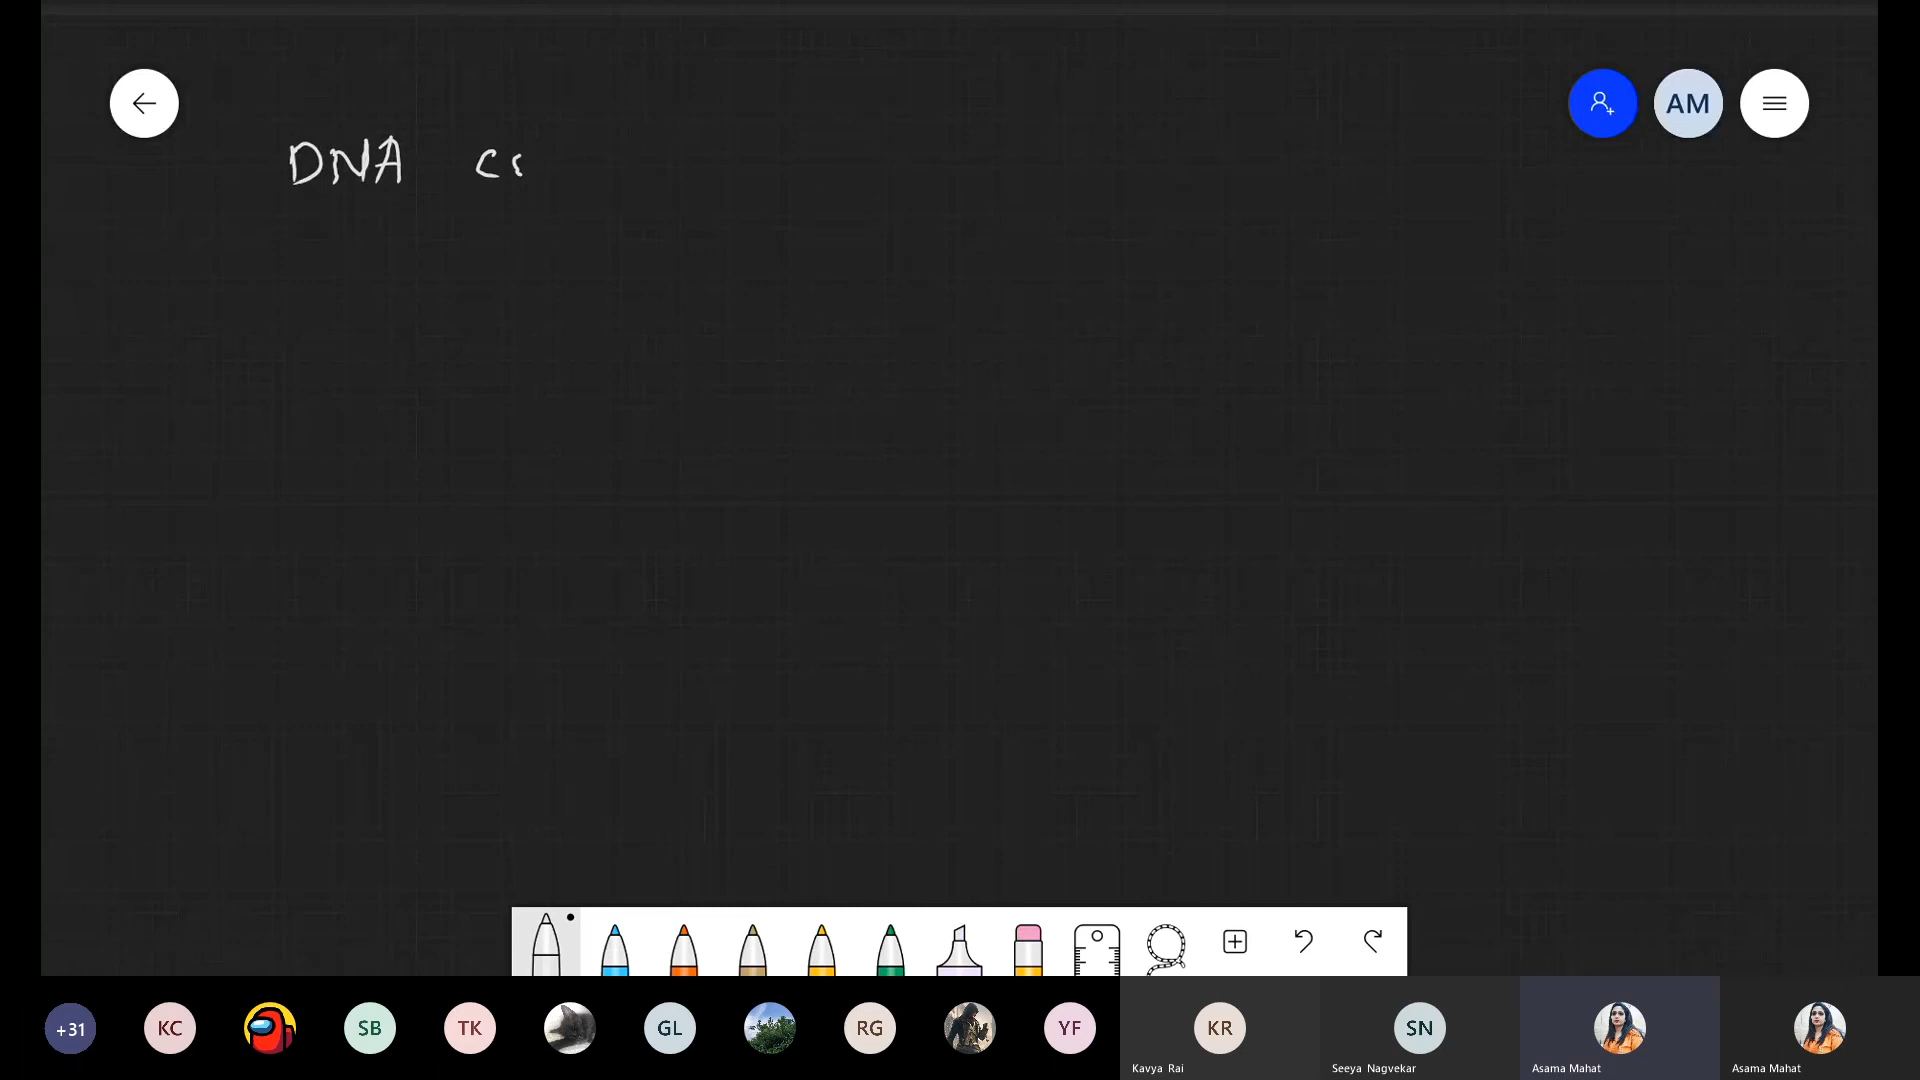 AM
DNA
+31
KC
SB
TK
GL
RG
YF
KR
SN
Kavya Rai
Seeya Nagvekar
Asama Mahat
Asama Mahat